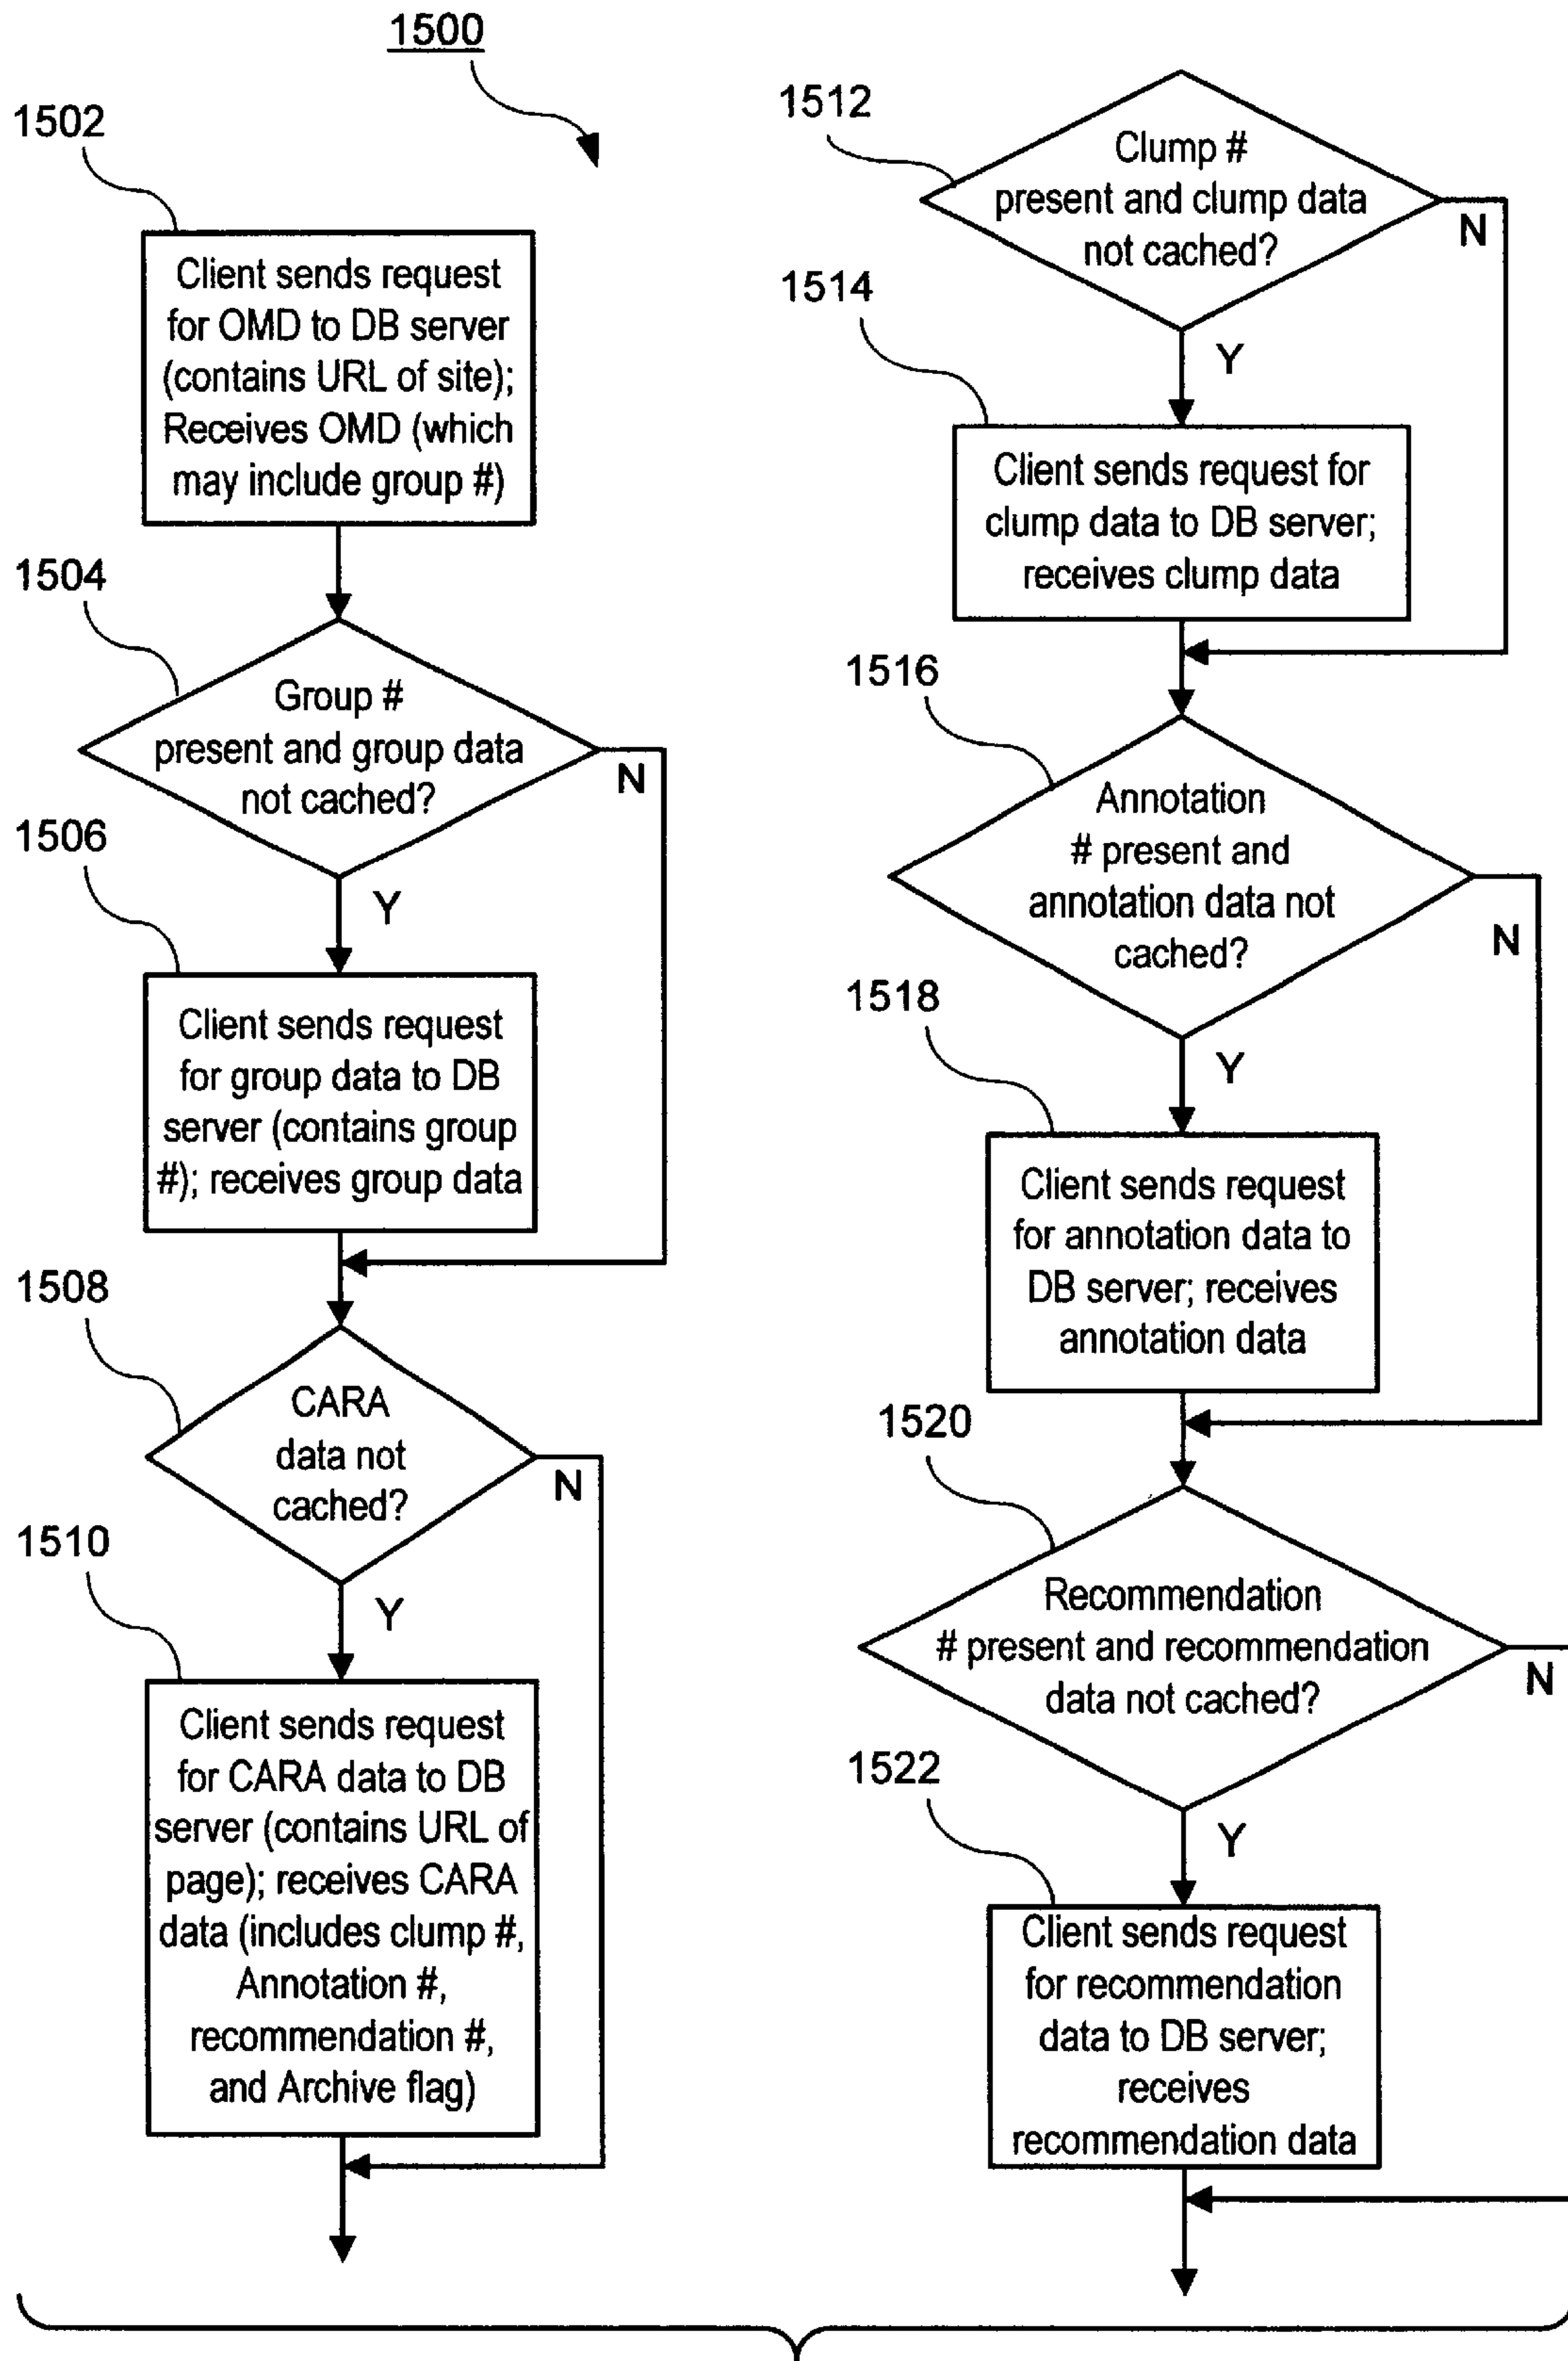 1500
1502
Client sends request
for OMD to DB server
(contains URL of site);
Receives OMD (which
may include group #)
1504
Group #
present and group data
not cached?
N
Y
1506
Client sends request
for group data to DB
server (contains group
#); receives group data
1508
CARA
data not
cached?
N
Y
1510
Client sends request
for CARA data to DB
server (contains URL of
page); receives CARA
data (includes clump #,
Annotation #,
recommendation #,
and Archive flag)
1512
Clump #
present and clump data
not cached?
N
Y
1514
Client sends request for
clump data to DB server;
receives clump data
1516
Annotation
# present and
annotation data not
cached?
N
Y
1518
Client sends request
for annotation data to
DB server; receives
annotation data
1520
Recommendation
# present and recommendation
data not cached?
N
Y
1522
Client sends request
for recommendation
data to DB server;
receives
recommendation data